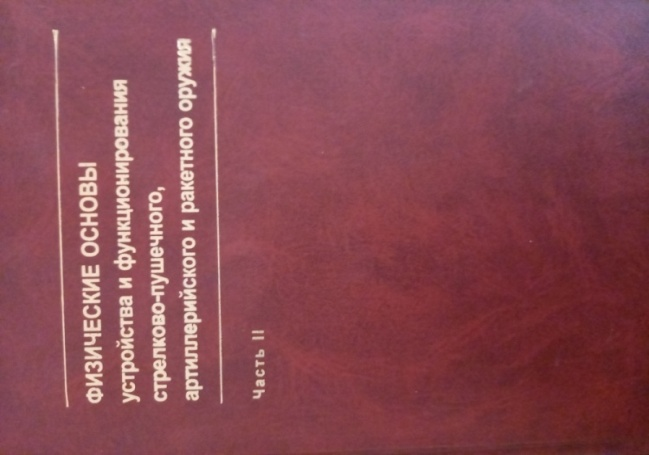 ФИЗИЧЕСКИЕ ОСНОВЫ
устройства и функционирования
стрелково-пушечного,
артиллерийского и ракетного оружия
Часть II